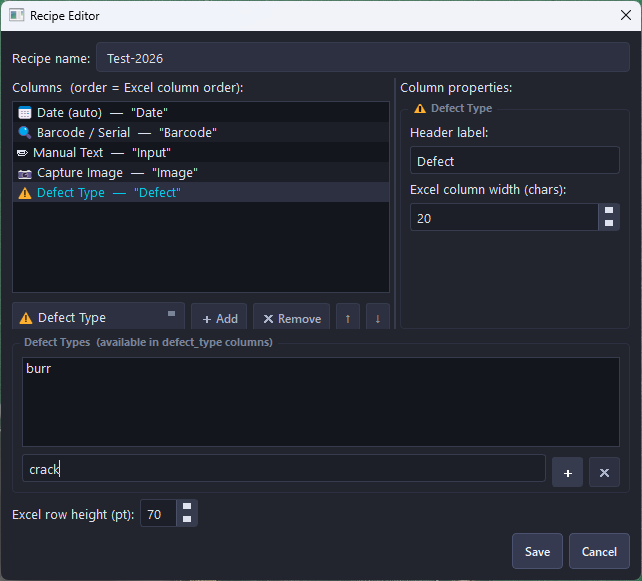 Recipe Editor
Recipe name: Test-2026
Columns (order = Excel column order):
Date (auto) — "Date"
Barcode / Serial — "Barcode"
Manual Text — "Input"
Capture Image — "Image"
Defect Type — "Defect"
Defect Type
+ Add
✕ Remove
↑
↓
Column properties:
Defect Type
Header label:
Defect
Excel column width (chars):
20
Defect Types (available in defect_type columns)
burr
crack
+
✕
Excel row height (pt): 70
Save
Cancel